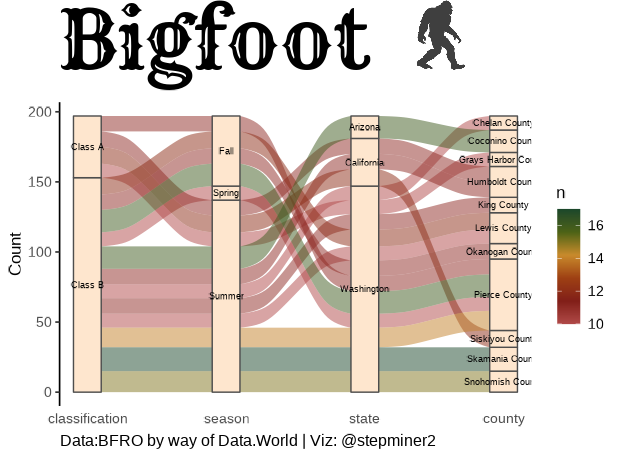 Bigfoot
Count
200
150
100
50
0
Class A
Class B
Fall
Spring
Summer
Arizona
California
Washington
Chelan County
Coconino Count
Grays Harbor Cou
Humboldt Coun
King County
Lewis County
Okanogan Coun
Pierce County
Siskiyou Count
Skamania Coun
Snohomish Coun
classification
season
state
county
n
16
14
12
10
Data:BFRO by way of Data.World | Viz: @stepminer2